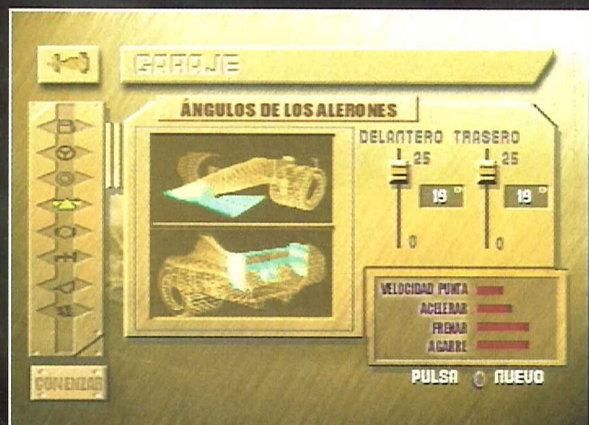 GARAJE
ÁNGULOS DE LOS ALERONES
DELANTERO TRASERO
25 25
19° 19°
0 0
VELOCIDAD PUNTA
ACELERAR
FRENAR
AGARRE
PULSA NUEVO
COMENZAR